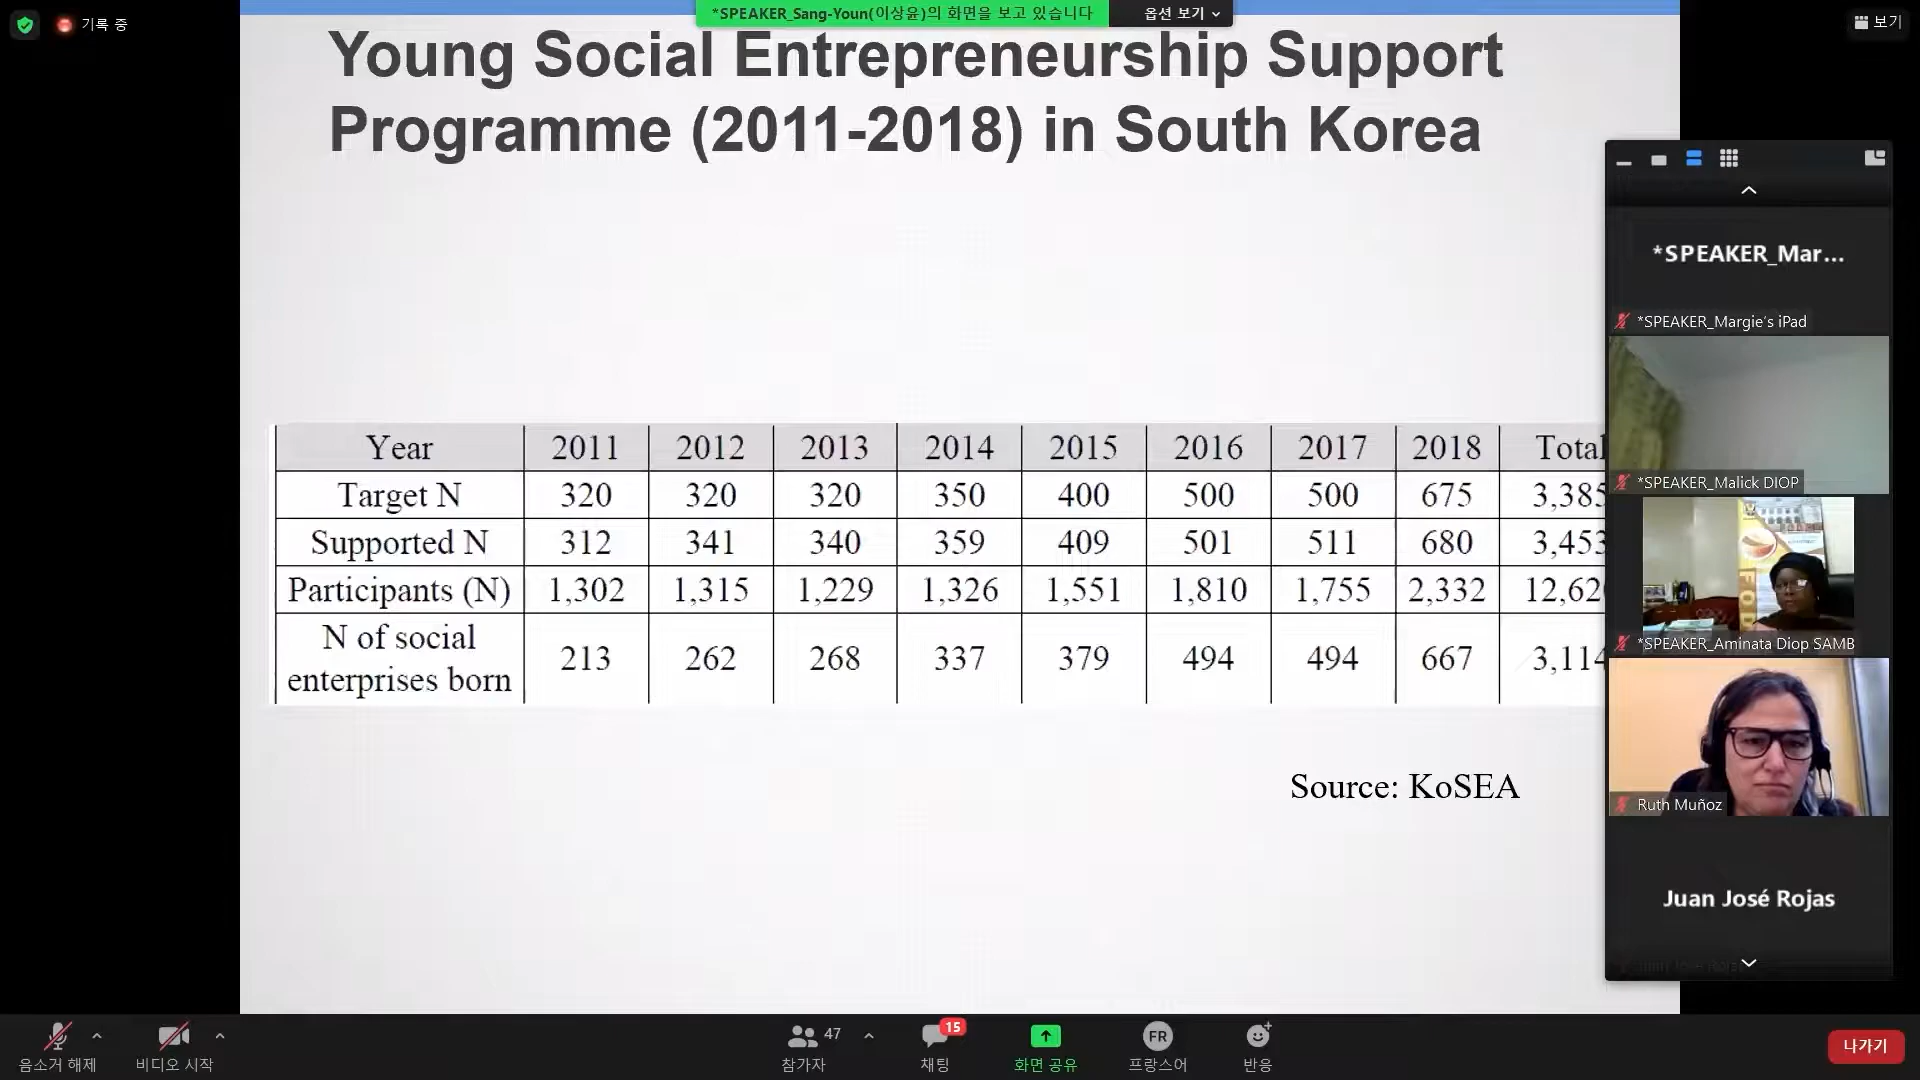 기록 중
*SPEAKER_Sang-Youn(이상윤)의 화면을 보고 있습니다
옵션 보기
보기
Young Social Entrepreneurship Support
Programme (2011-2018) in South Korea
Year 2011 2012 2013 2014 2015 2016 2017 2018 Total
Target N 320 320 320 350 400 500 500 675 3,385
Supported N 312 341 340 359 409 501 511 680 3,453
Participants (N) 1,302 1,315 1,229 1,326 1,551 1,810 1,755 2,332
N of social
enterprises born 213 262 268 337 379 494 494 667 3,114
Source: KoSEA
*SPEAKER_Mar...
*SPEAKER_Margie's iPad
*SPEAKER_Malick DIOP
*SPEAKER_Aminata Diop SAMB
Ruth Muñoz
Juan José Rojas
음소거 해제
비디오 시작
47
참가자
15
채팅
화면 공유
FR
프랑스어
반응
나가기